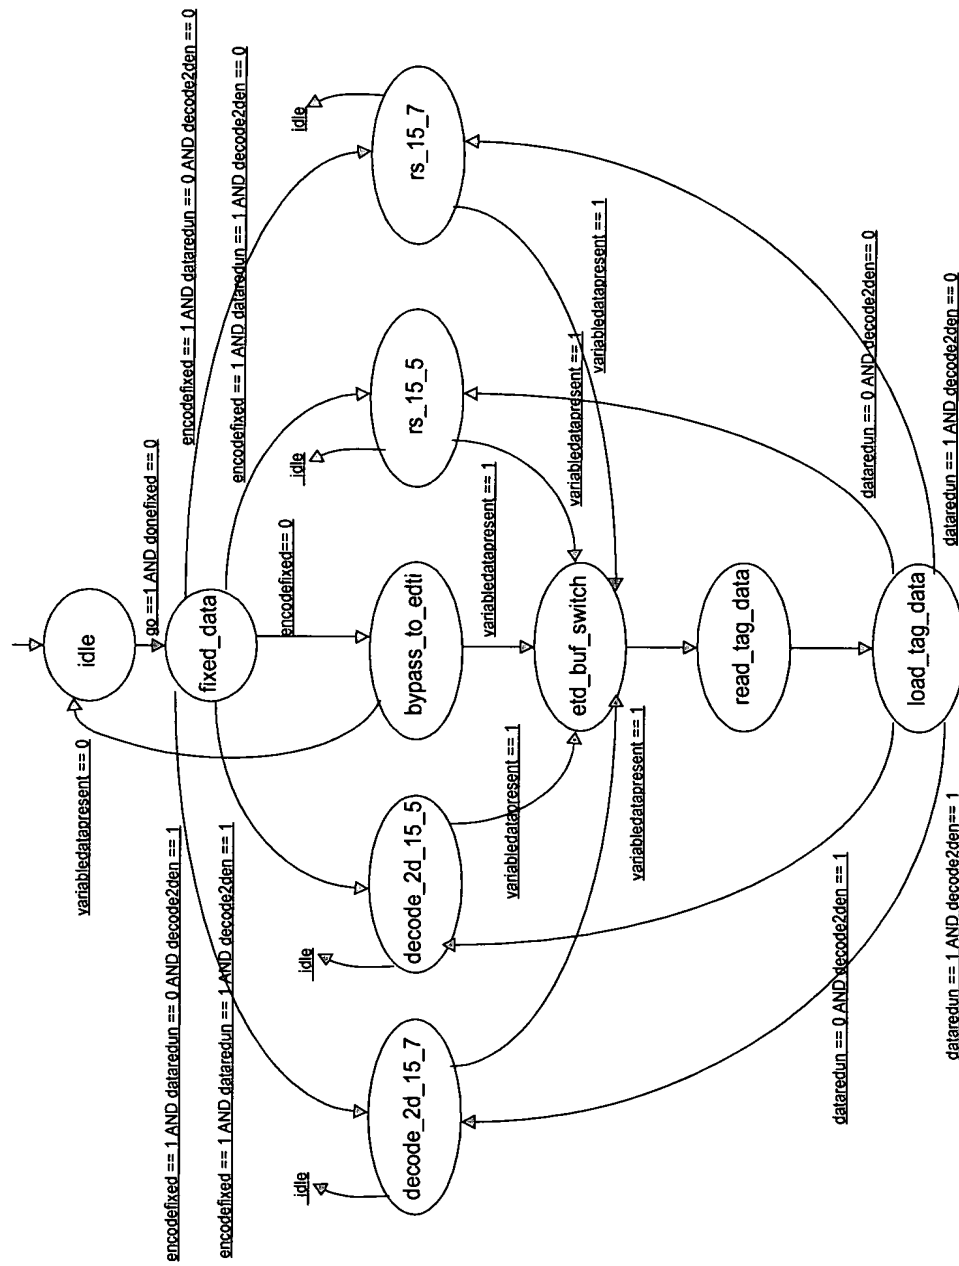 idle
go ==1 AND donefixed == 0
variabledatapresent == 0
fixed_data
encodefixed == 1 AND dataredun == 0 AND decode2den == 1
encodefixed == 1 AND dataredun == 1 AND decode2den == 1
encodefixed == 1 AND dataredun == 0 AND decode2den == 0
encodefixed == 1 AND dataredun == 1 AND decode2den == 0
encodefixed== 0
idle
idle
idle
idle
decode_2d_15_7
decode_2d_15_5
bypass_to_edti
rs_15_5
rs_15_7
variabledatapresent == 1
variabledatapresent == 1
variabledatapresent == 1
variabledatapresent == 1
variabledatapresent == 1
etd_buf_switch
read_tag_data
load_tag_data
dataredun == 0 AND decode2den == 1
dataredun == 1 AND decode2den== 1
dataredun == 0 AND decode2den== 0
dataredun == 1 AND decode2den == 0